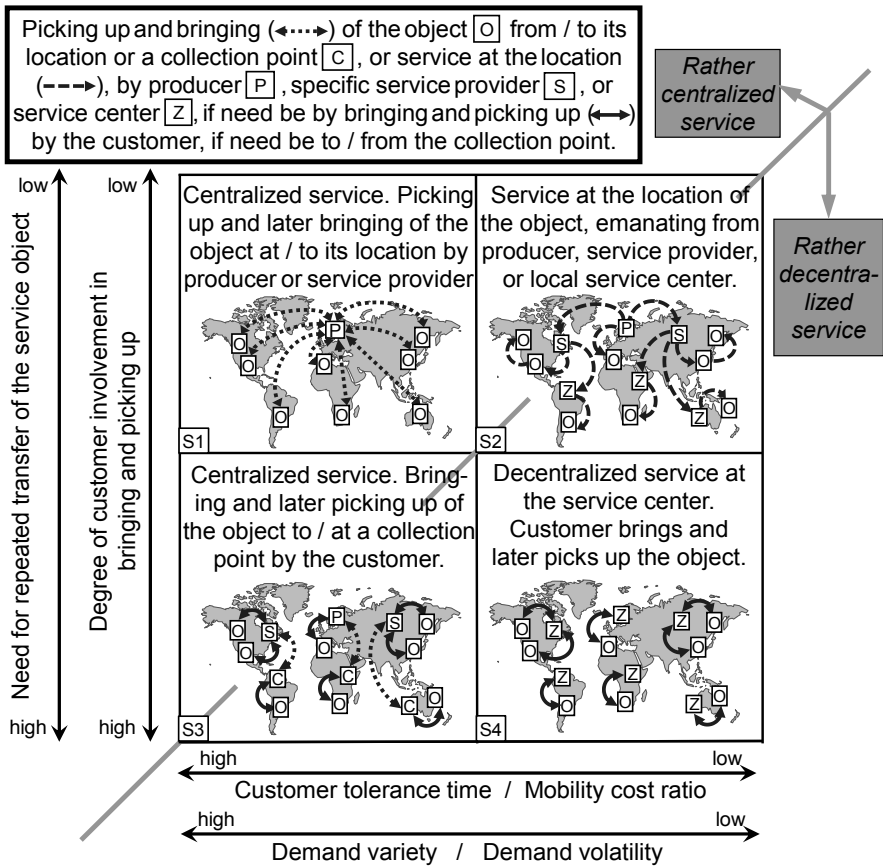 Picking up and bringing (◄·····►) of the object O from / to its
location or a collection point C , or service at the location
(----►), by producer P , specific service provider S , or
service center Z , if need be by bringing and picking up (◄—►)
by the customer, if need be to / from the collection point.
Rather
centralized
service
Rather
decentra-
lized
service
low
low
Need for repeated transfer of the service object
Degree of customer involvement in
bringing and picking up
high
high
Centralized service. Picking
up and later bringing of the
object at / to its location by
producer or service provider
P
O
O
O
O
O
O
O
O
S1
Service at the location of
the object, emanating from
producer, service provider,
or local service center.
P
S
O
O
S
O
O
O
Z
Z
O
O
Z
O
S2
Centralized service. Bring-
ing and later picking up of
the object to / at a collection
point by the customer.
P
O
S
S
O
O
O
O
C
C
O
O
C
O
S3
Decentralized service at
the service center.
Customer brings and
later picks up the object.
Z
O
Z
Z
O
O
O
O
Z
Z
O
O
Z
O
S4
high
low
Customer tolerance time / Mobility cost ratio
high
low
Demand variety / Demand volatility